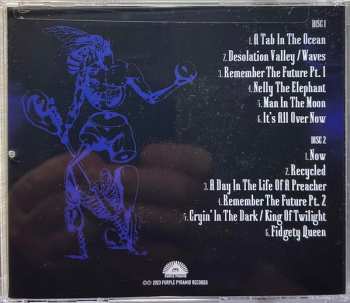 DISC 1
1. A Tab In The Ocean
2. Desolation Valley / Waves
3. Remember The Future Pt. 1
4. Nelly The Elephant
5. Man In The Moon
6. It's All Over Now
DISC 2
1. Now
2. Recycled
3. A Day In The Life Of A Preacher
4. Remember The Future Pt. 2
5. Cryin' In The Dark / King Of Twilight
6. Fidgety Queen
PURPLE PYRAMID
©℗ 2023 PURPLE PYRAMID RECORDS